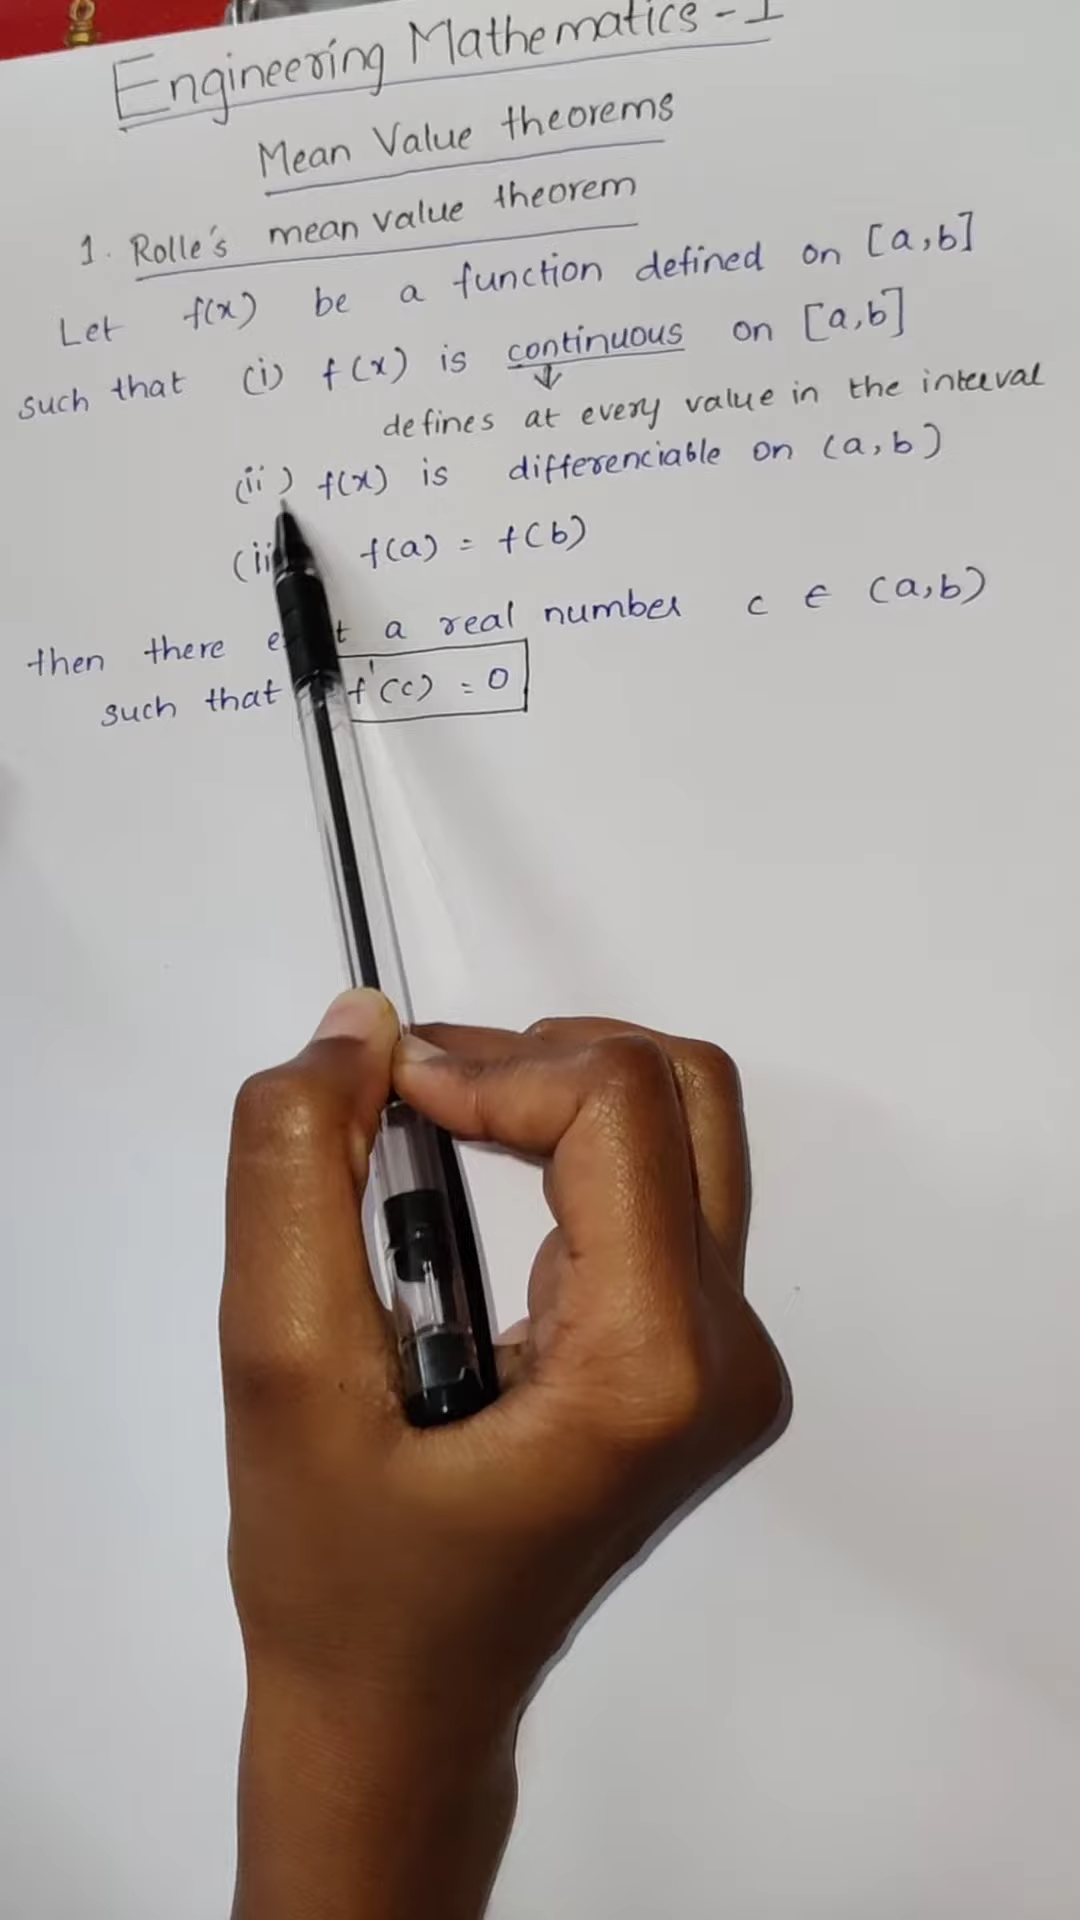 Engineering Mathematics - I
Mean Value theorems
1. Rolle's mean value theorem
Let f(x) be a function defined on [a,b]
such that (i) f(x) is continuous on [a,b]
↓
defines at every value in the interval
(ii) f(x) is differenciable on (a,b)
(ii f(a) = f(b)
then there a real number c ∈ (a,b)
such that f'(c) = 0